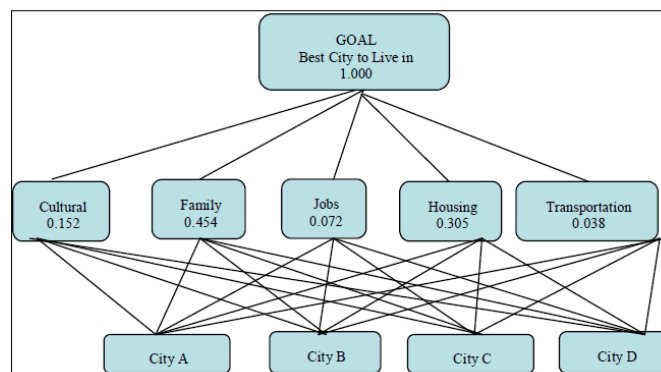 GOAL
Best City to Live in
1.000
Cultural
0.152
Family
0.454
Jobs
0.072
Housing
0.305
Transportation
0.038
City A
City B
City C
City D